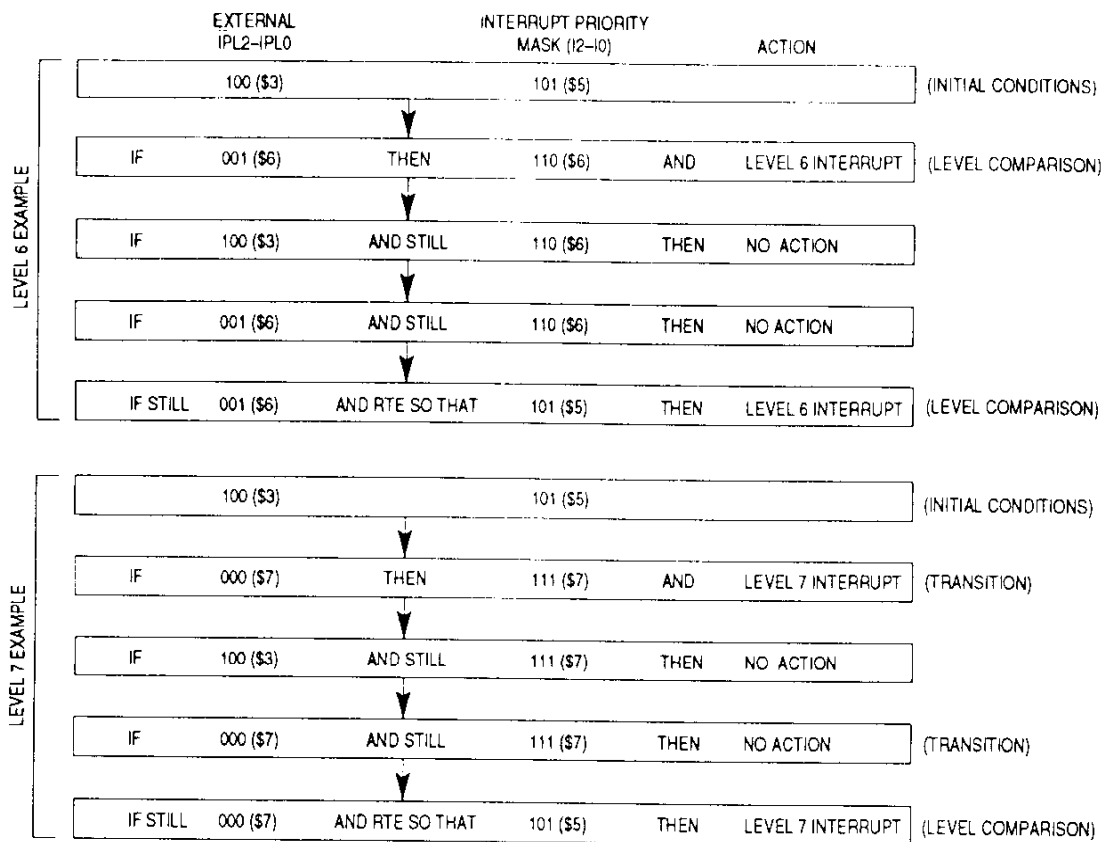 EXTERNAL INTERRUPT PRIORITY
IPL2–IPL0 MASK (I2–I0) ACTION
LEVEL 6 EXAMPLE
100 ($3) 101 ($5) (INITIAL CONDITIONS)
IF 001 ($6) THEN 110 ($6) AND LEVEL 6 INTERRUPT (LEVEL COMPARISON)
IF 100 ($3) AND STILL 110 ($6) THEN NO ACTION
IF 001 ($6) AND STILL 110 ($6) THEN NO ACTION
IF STILL 001 ($6) AND RTE SO THAT 101 ($5) THEN LEVEL 6 INTERRUPT (LEVEL COMPARISON)
LEVEL 7 EXAMPLE
100 ($3) 101 ($5) (INITIAL CONDITIONS)
IF 000 ($7) THEN 111 ($7) AND LEVEL 7 INTERRUPT (TRANSITION)
IF 100 ($3) AND STILL 111 ($7) THEN NO ACTION
IF 000 ($7) AND STILL 111 ($7) THEN NO ACTION (TRANSITION)
IF STILL 000 ($7) AND RTE SO THAT 101 ($5) THEN LEVEL 7 INTERRUPT (LEVEL COMPARISON)